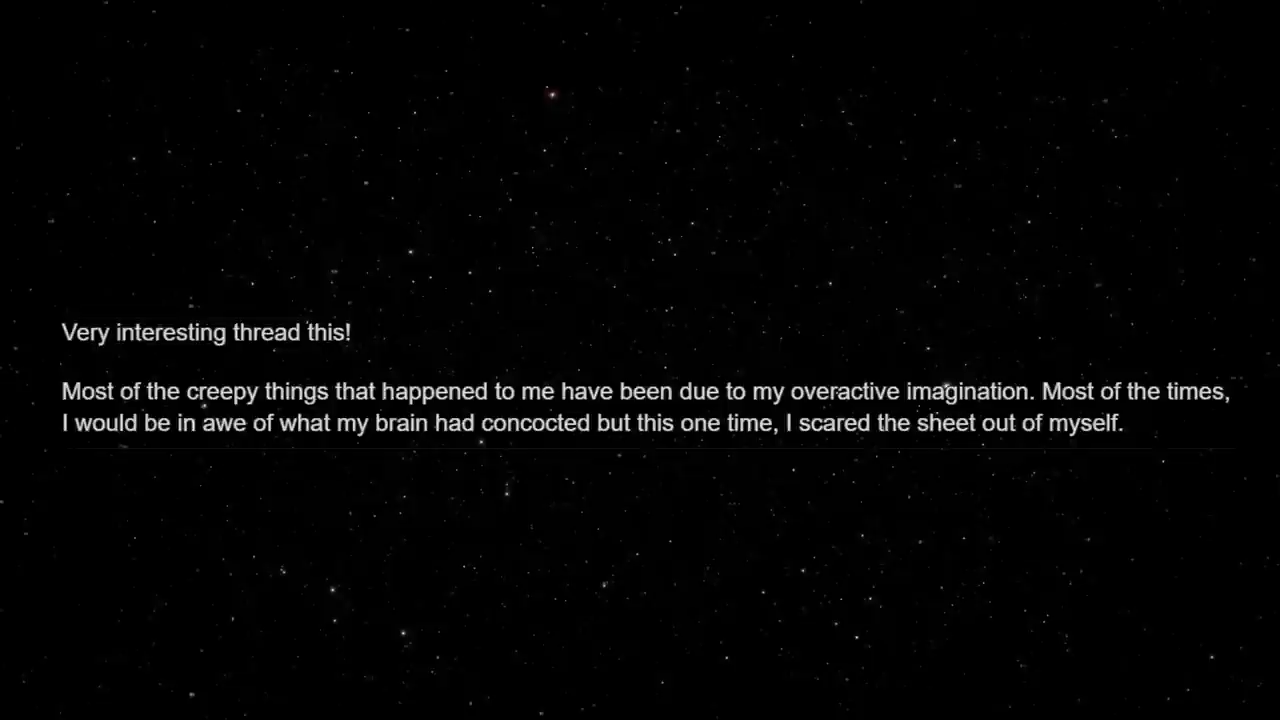 Very interesting thread this!
Most of the creepy things that happened to me have been due to my overactive imagination. Most of the times,
I would be in awe of what my brain had concocted but this one time, I scared the sheet out of myself.